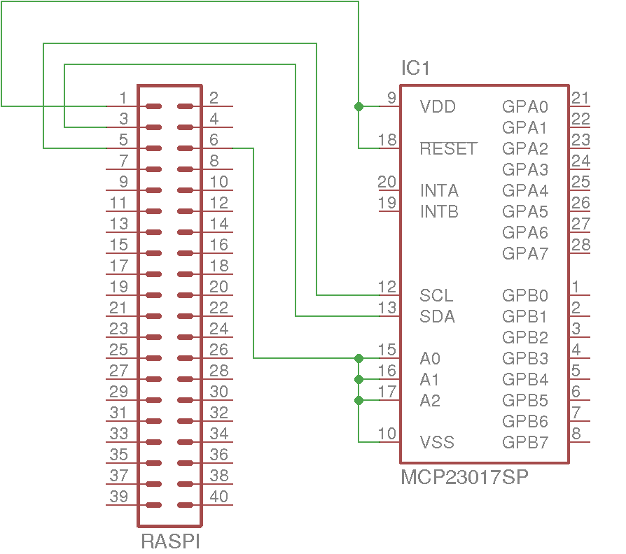 IC1
1 2
3 4
5 6
7 8
9 10
11 12
13 14
15 16
17 18
19 20
21 22
23 24
25 26
27 28
29 30
31 32
33 34
35 36
37 38
39 40
RASPI
9 VDD GPA0 21
GPA1 22
18 RESET GPA2 23
GPA3 24
20 INTA GPA4 25
19 INTB GPA5 26
GPA6 27
GPA7 28
12 SCL GPB0 1
13 SDA GPB1 2
GPB2 3
15 A0 GPB3 4
16 A1 GPB4 5
17 A2 GPB5 6
GPB6 7
10 VSS GPB7 8
MCP23017SP